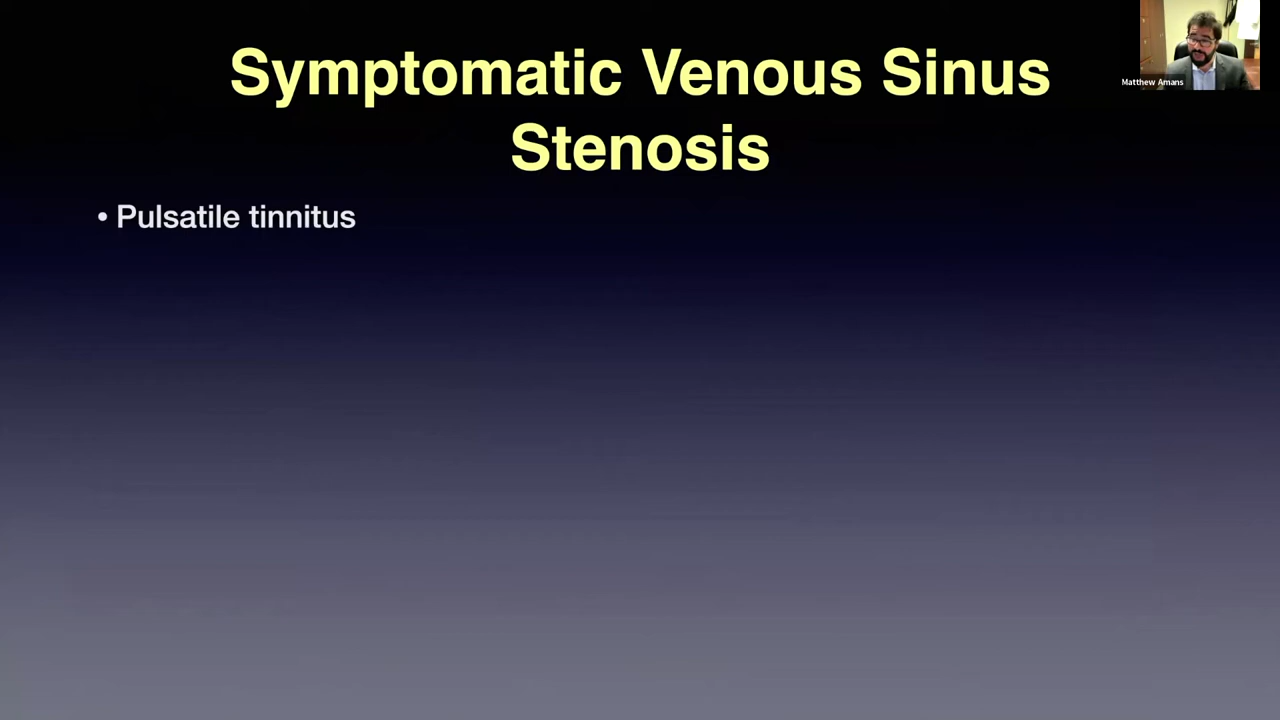 Symptomatic Venous Sinus
Stenosis
• Pulsatile tinnitus
Matthew Amans